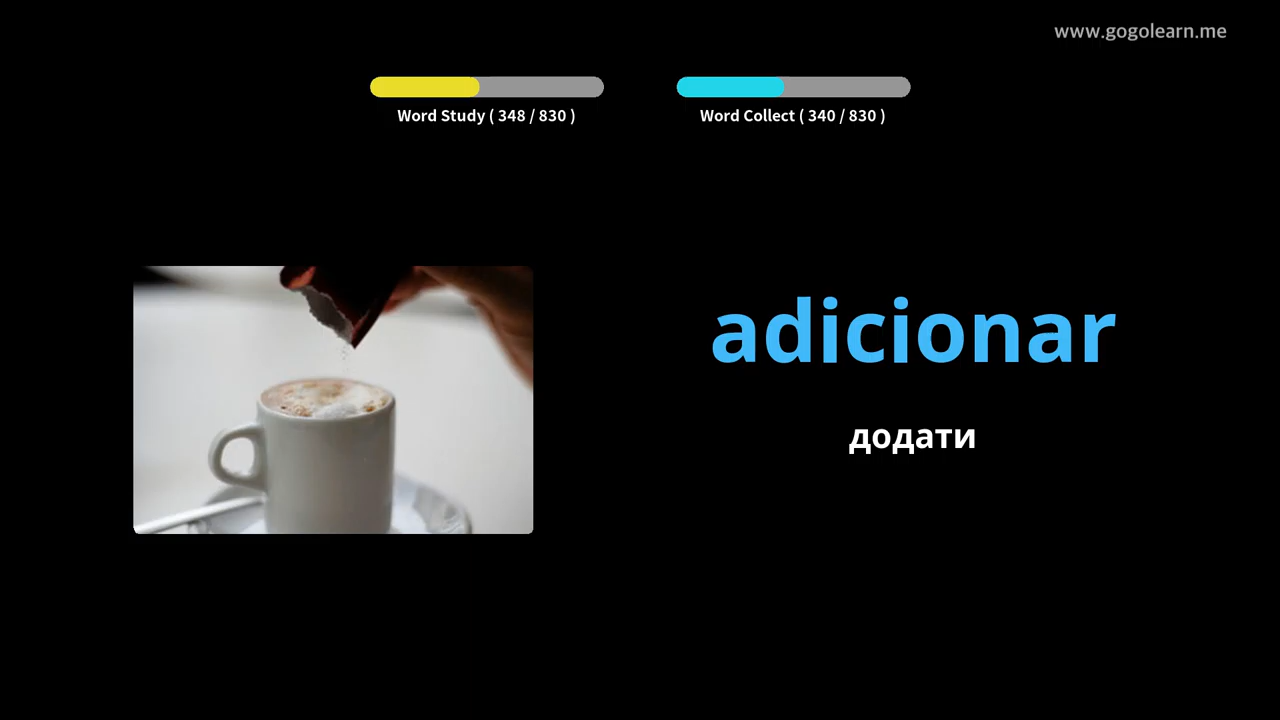 www.gogolearn.me
Word Study ( 348 / 830 )
Word Collect ( 340 / 830 )
adicionar
додати